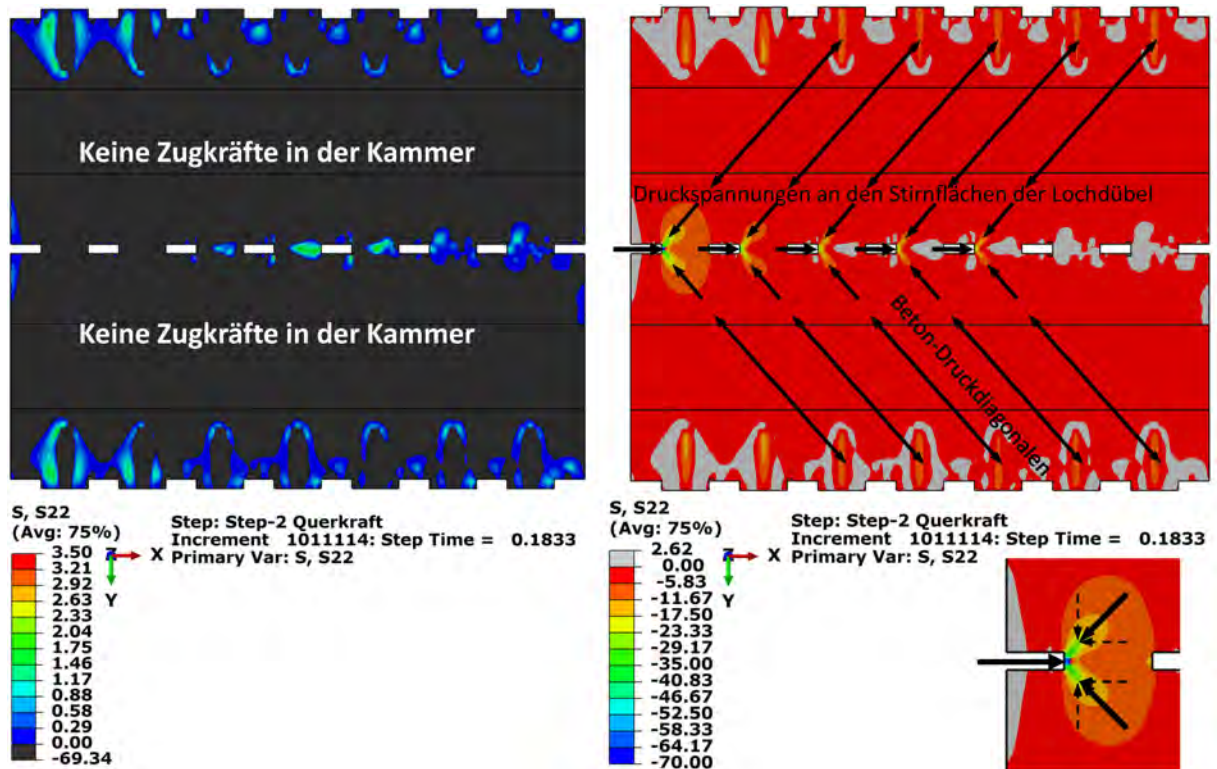 Keine Zugkräfte in der Kammer
Keine Zugkräfte in der Kammer
S, S22
(Avg: 75%)
3.50
3.21
2.92
2.63
2.33
2.04
1.75
1.46
1.17
0.88
0.58
0.29
0.00
-69.34
Z
X
Y
Step: Step-2 Querkraft
Increment 1011114: Step Time = 0.1833
Primary Var: S, S22
Druckspannungen an den Stirnflächen der Lochdübel
Beton-Druckdiagonalen
S, S22
(Avg: 75%)
2.62
0.00
-5.83
-11.67
-17.50
-23.33
-29.17
-35.00
-40.83
-46.67
-52.50
-58.33
-64.17
-70.00
Z
X
Y
Step: Step-2 Querkraft
Increment 1011114: Step Time = 0.1833
Primary Var: S, S22